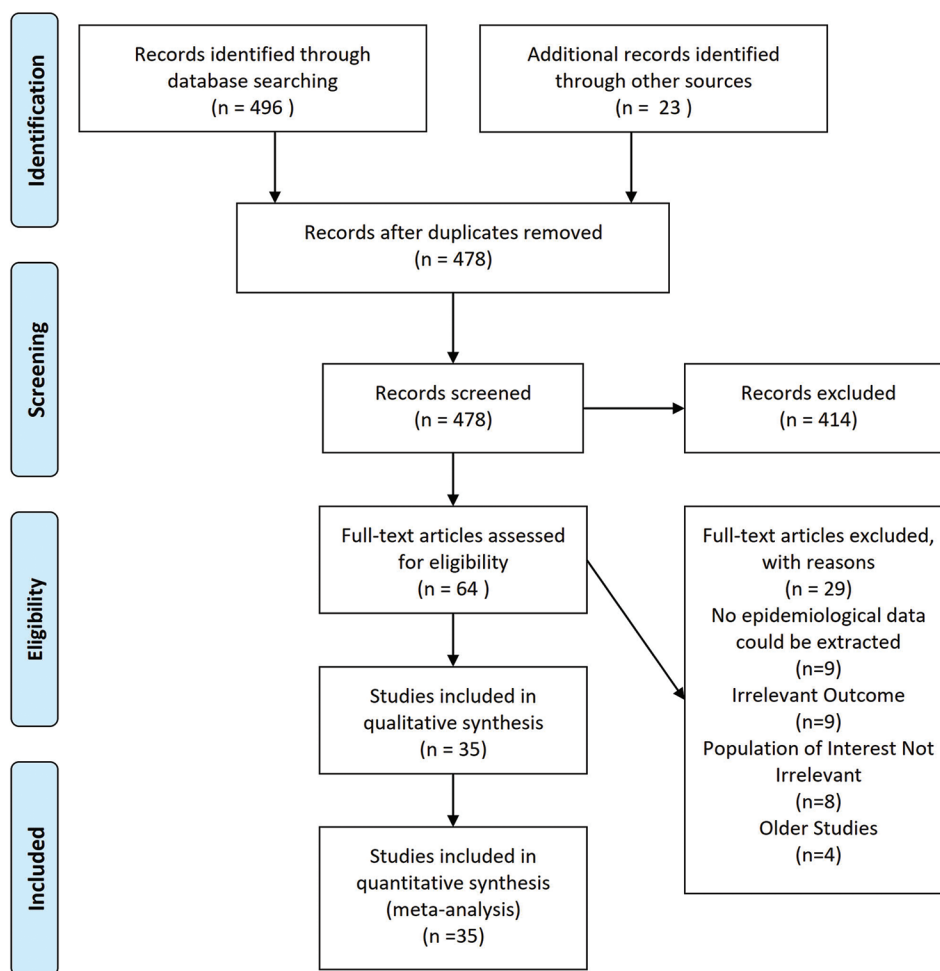 Identification
Records identified through
database searching
(n = 496 )
Additional records identified
through other sources
(n = 23 )
Records after duplicates removed
(n = 478)
Screening
Records screened
(n = 478)
Records excluded
(n = 414)
Eligibility
Full-text articles assessed
for eligibility
(n = 64 )
Full-text articles excluded,
with reasons
(n = 29)
No epidemiological data
could be extracted
(n=9)
Irrelevant Outcome
(n=9)
Population of Interest Not
Irrelevant
(n=8)
Older Studies
(n=4)
Studies included in
qualitative synthesis
(n = 35)
Included
Studies included in
quantitative synthesis
(meta-analysis)
(n =35)